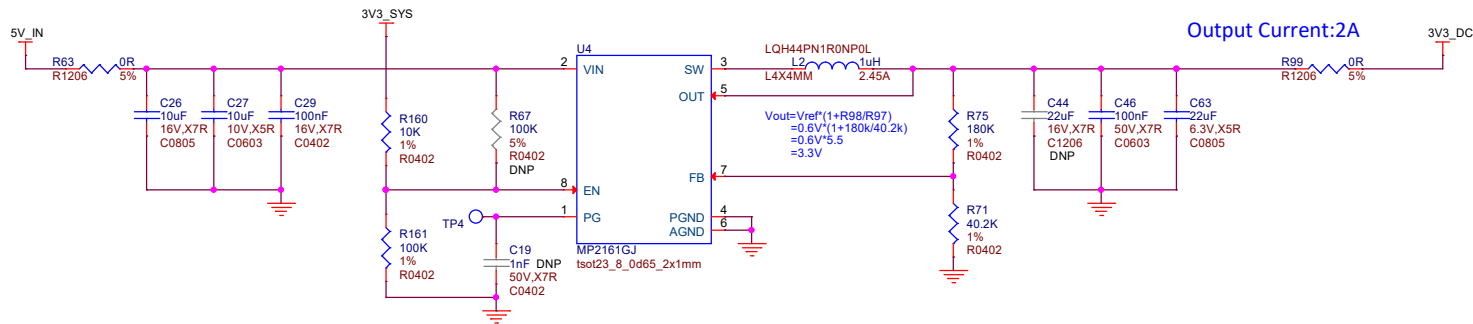 Output Current:2A
5V_IN
3V3_SYS
3V3_DC
R63
0R
R1206
5%
C26
10uF
16V,X7R
C0805
C27
10uF
10V,X5R
C0603
C29
100nF
16V,X7R
C0402
R160
10K
1%
R0402
R67
100K
5%
R0402
DNP
R161
100K
1%
R0402
TP4
C19
1nF DNP
50V,X7R
C0402
U4
2 VIN
8 EN
1 PG
SW 3
OUT 5
FB 7
PGND 4
AGND 6
MP2161GJ
tsot23_8_0d65_2x1mm
LQH44PN1R0NP0L
L2 1uH
L4X4MM 2.45A
Vout=Vref*(1+R98/R97)
=0.6V*(1+180k/40.2k)
=0.6V*5.5
=3.3V
R75
180K
1%
R0402
R71
40.2K
1%
R0402
C44
22uF
16V,X7R
C1206
DNP
C46
100nF
50V,X7R
C0603
C63
22uF
6.3V,X5R
C0805
R99
0R
R1206
5%